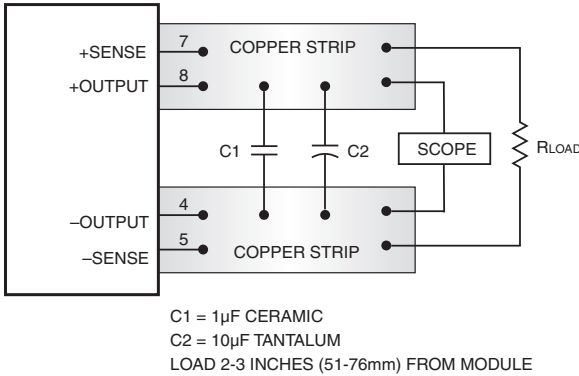 +SENSE 7 COPPER STRIP
+OUTPUT 8
C1 C2 SCOPE RLOAD
–OUTPUT 4
–SENSE 5 COPPER STRIP
C1 = 1µF CERAMIC
C2 = 10µF TANTALUM
LOAD 2-3 INCHES (51-76mm) FROM MODULE